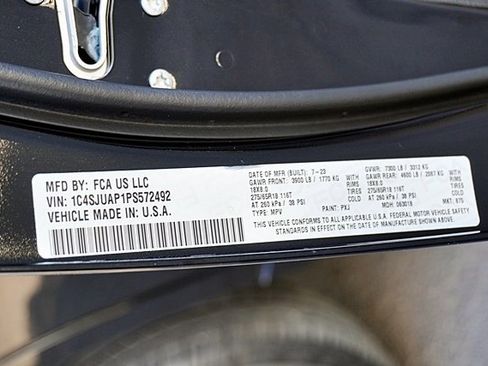 MFD BY: FCA US LLC
VIN: 1C4SJUAP1PS572492
VEHICLE MADE IN: U.S.A.
DATE OF MFR (BUILT): 7-23 GVWR: 7300 LB / 3312 KG
GAWR FRONT: 3900 LB / 1770 KG WITH GAWR REAR: 4600 LB / 2087 KG WITH
18X8.0 RIMS 18X8.0 RIMS
275/65R18 116T TIRES 275/65R18 116T TIRES
AT 260 kPa / 38 PSI COLD AT 260 kPa / 38 PSI COLD
TYPE: MPV PAINT: PXJ MDH: 063018 MKT: 875
THIS VEHICLE CONFORMS TO ALL APPLICABLE U.S.A. FEDERAL MOTOR VEHICLE SAFETY
STANDARDS IN EFFECT ON THE DATE OF MANUFACTURE SHOWN ABOVE.